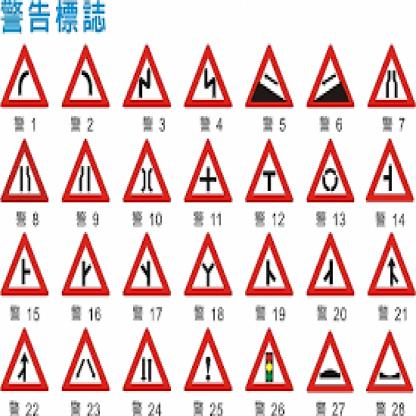 警告標誌
警 1 警 2 警 3 警 4 警 5 警 6 警 7
警 8 警 9 警 10 警 11 警 12 警 13 警 14
警 15 警 16 警 17 警 18 警 19 警 20 警 21
警 22 警 23 警 24 警 25 警 26 警 27 警 28